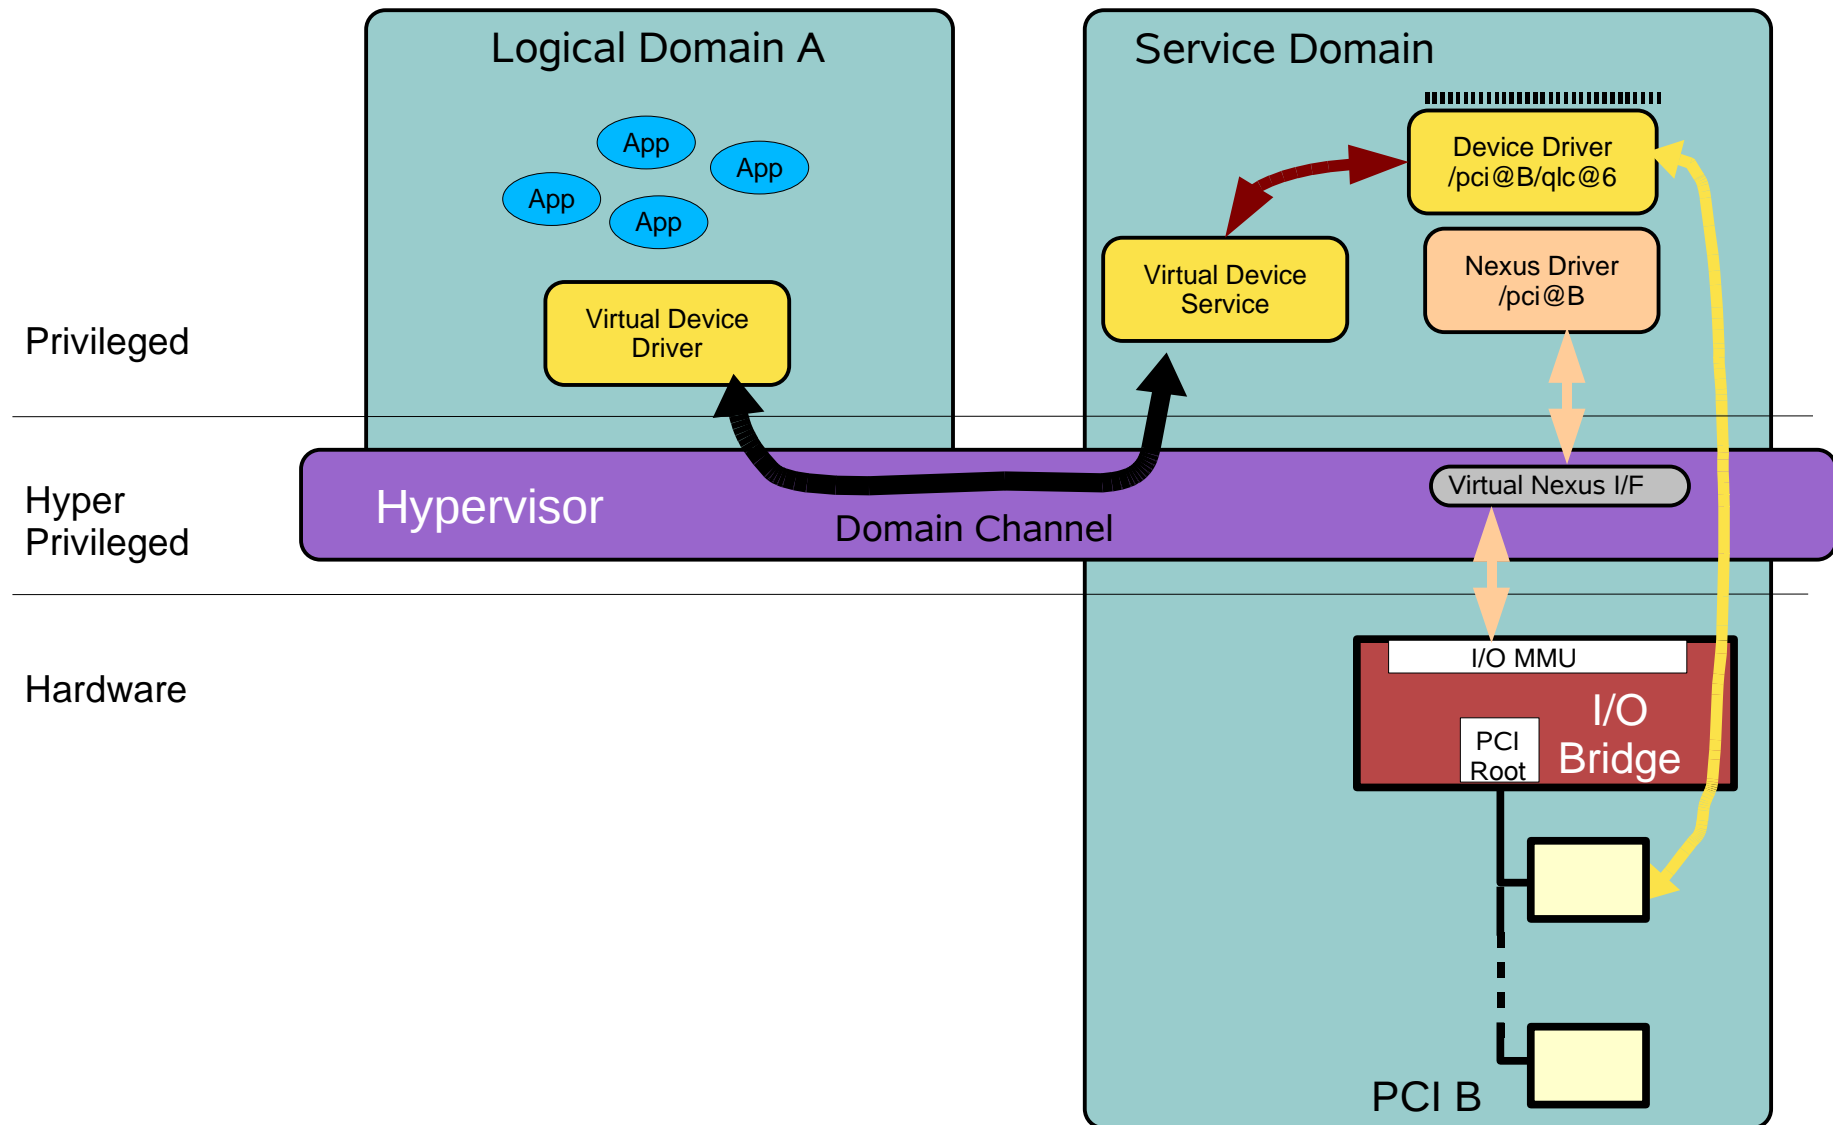 Logical Domain A
App
App
App
App
Virtual Device
Driver
Service Domain
Device Driver
/pci@B/qlc@6
Virtual Device
Service
Nexus Driver
/pci@B
Privileged
Hyper
Privileged
Hypervisor
Domain Channel
Virtual Nexus I/F
Hardware
I/O MMU
I/O
Bridge
PCI
Root
PCI B